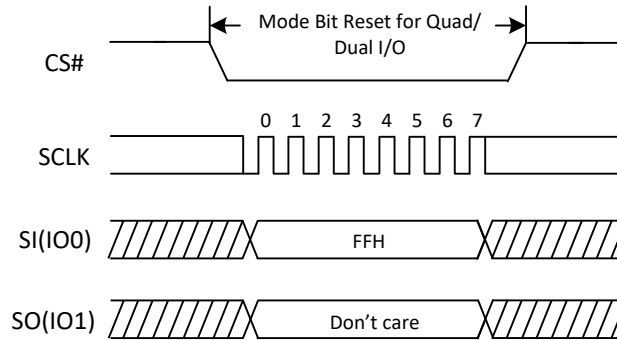 Mode Bit Reset for Quad/
Dual I/O
CS#
0 1 2 3 4 5 6 7
SCLK
SI(IO0)
FFH
SO(IO1)
Don't care